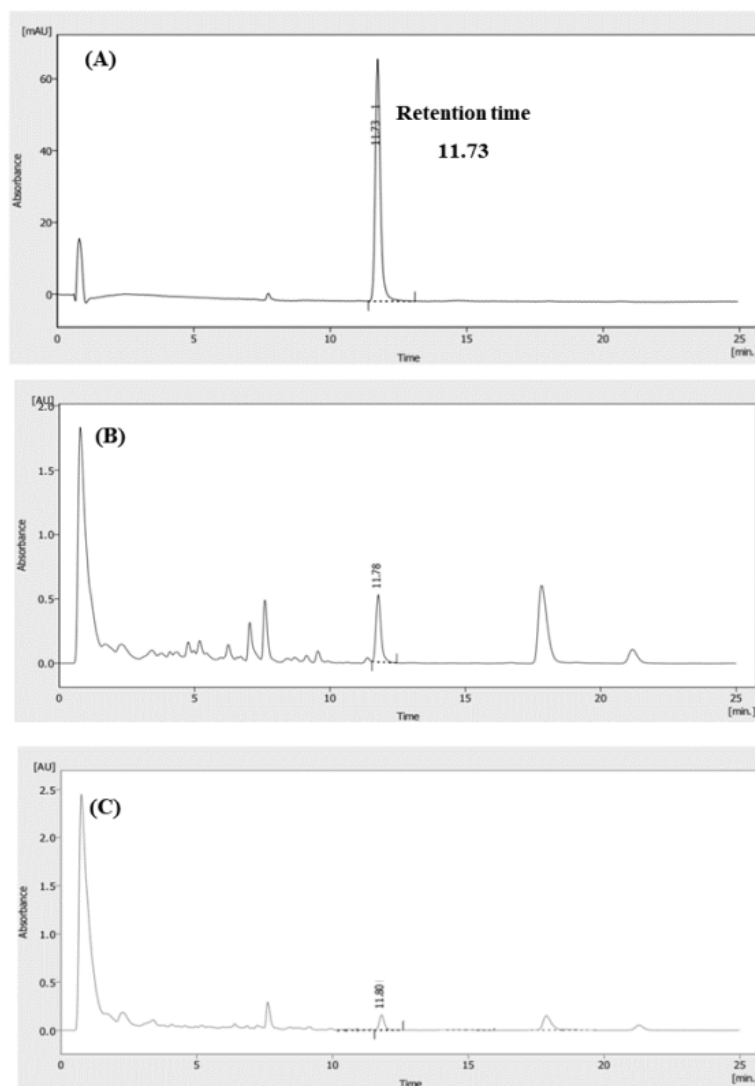 [mAU]
(A)
60
40
20
0
Absorbance
11.73 1
Retention time
11.73
0 5 10 15 20 25
Time
[min.
[AU]
2.0
(B)
1.5
1.0
0.5
0.0
Absorbance
11.78
0 5 10 15 20 25
Time
[min.]
[AU]
2.5
(C)
2.0
1.5
1.0
0.5
0.0
Absorbance
11.80
0 5 10 15 20 25
Time
[min.]